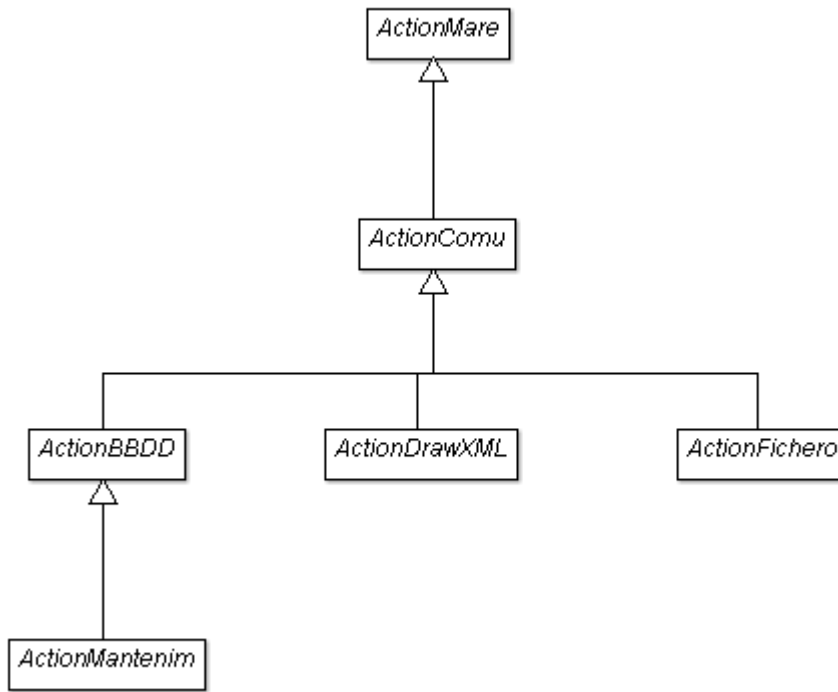 ActionMare
ActionComu
ActionBBDD
ActionDrawXML
ActionFichero
ActionMantenim